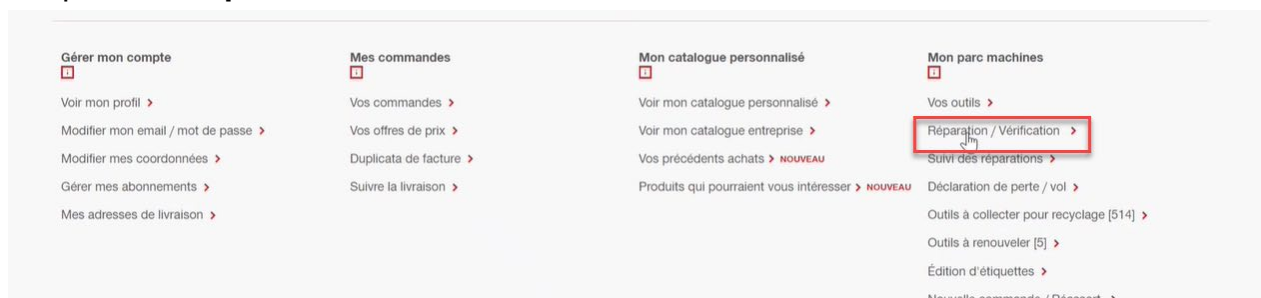 Gérer mon compte
Voir mon profil
Modifier mon email / mot de passe
Modifier mes coordonnées
Gérer mes abonnements
Mes adresses de livraison
Mes commandes
Vos commandes
Vos offres de prix
Duplicata de facture
Suivre la livraison
Mon catalogue personnalisé
Voir mon catalogue personnalisé
Voir mon catalogue entreprise
Vos précédents achats NOUVEAU
Produits qui pourraient vous intéresser NOUVEAU
Mon parc machines
Vos outils
Réparation / Vérification
Suivi des réparations
Déclaration de perte / vol
Outils à collecter pour recyclage [514]
Outils à renouveler [5]
Édition d'étiquettes